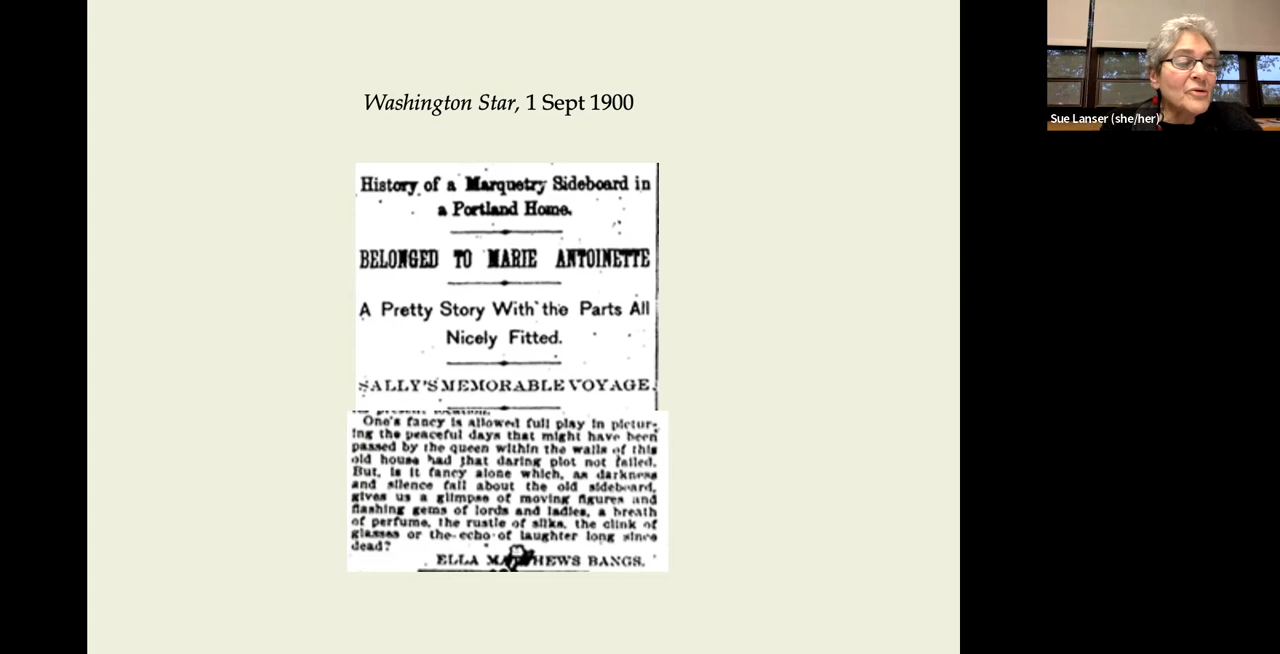 Washington Star, 1 Sept 1900
History of a Marquetry Sideboard in
a Portland Home.
BELONGED TO MARIE ANTOINETTE
A Pretty Story With the Parts All
Nicely Fitted.
SALLY'S MEMORABLE VOYAGE.
One's fancy is allowed full play in pictur-
ing the peaceful days that might have been
passed by the queen within the walls of this
old house had that daring plot not failed.
But, is it fancy alone which, as darkness
and silence fall about the old sideboard,
gives us a glimpse of moving figures and
flashing gems of lords and ladies, a breath
of perfume, the rustle of silks, the clink of
glasses or the echo of laughter long since
dead?
ELLA BANGS.
Sue Lanser (she/her)